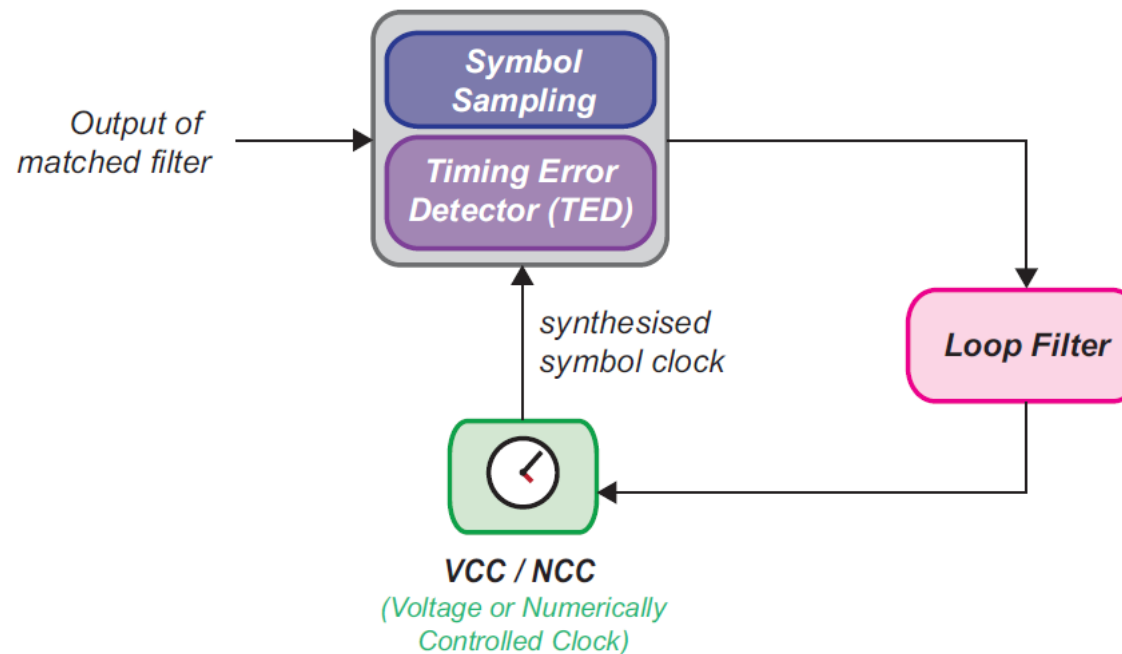 Symbol
Sampling
Output of
matched filter
Timing Error
Detector (TED)
synthesised
symbol clock
Loop Filter
VCC / NCC
(Voltage or Numerically
Controlled Clock)